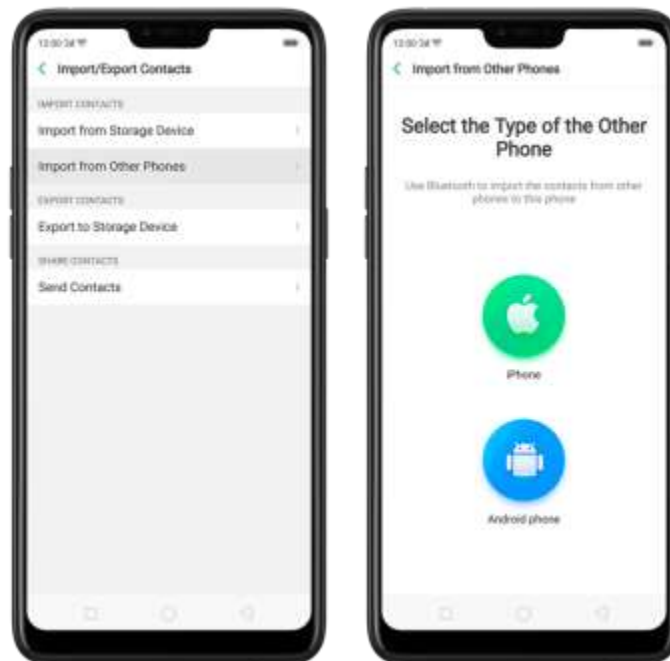 Import/Export Contacts
IMPORT CONTACTS
Import from Storage Device
Import from Other Phones
EXPORT CONTACTS
Export to Storage Device
SHARE CONTACTS
Send Contacts
Import from Other Phones
Select the Type of the Other
Phone
Use Bluetooth to import the contacts from other
phones to this phone
iPhone
Android phone